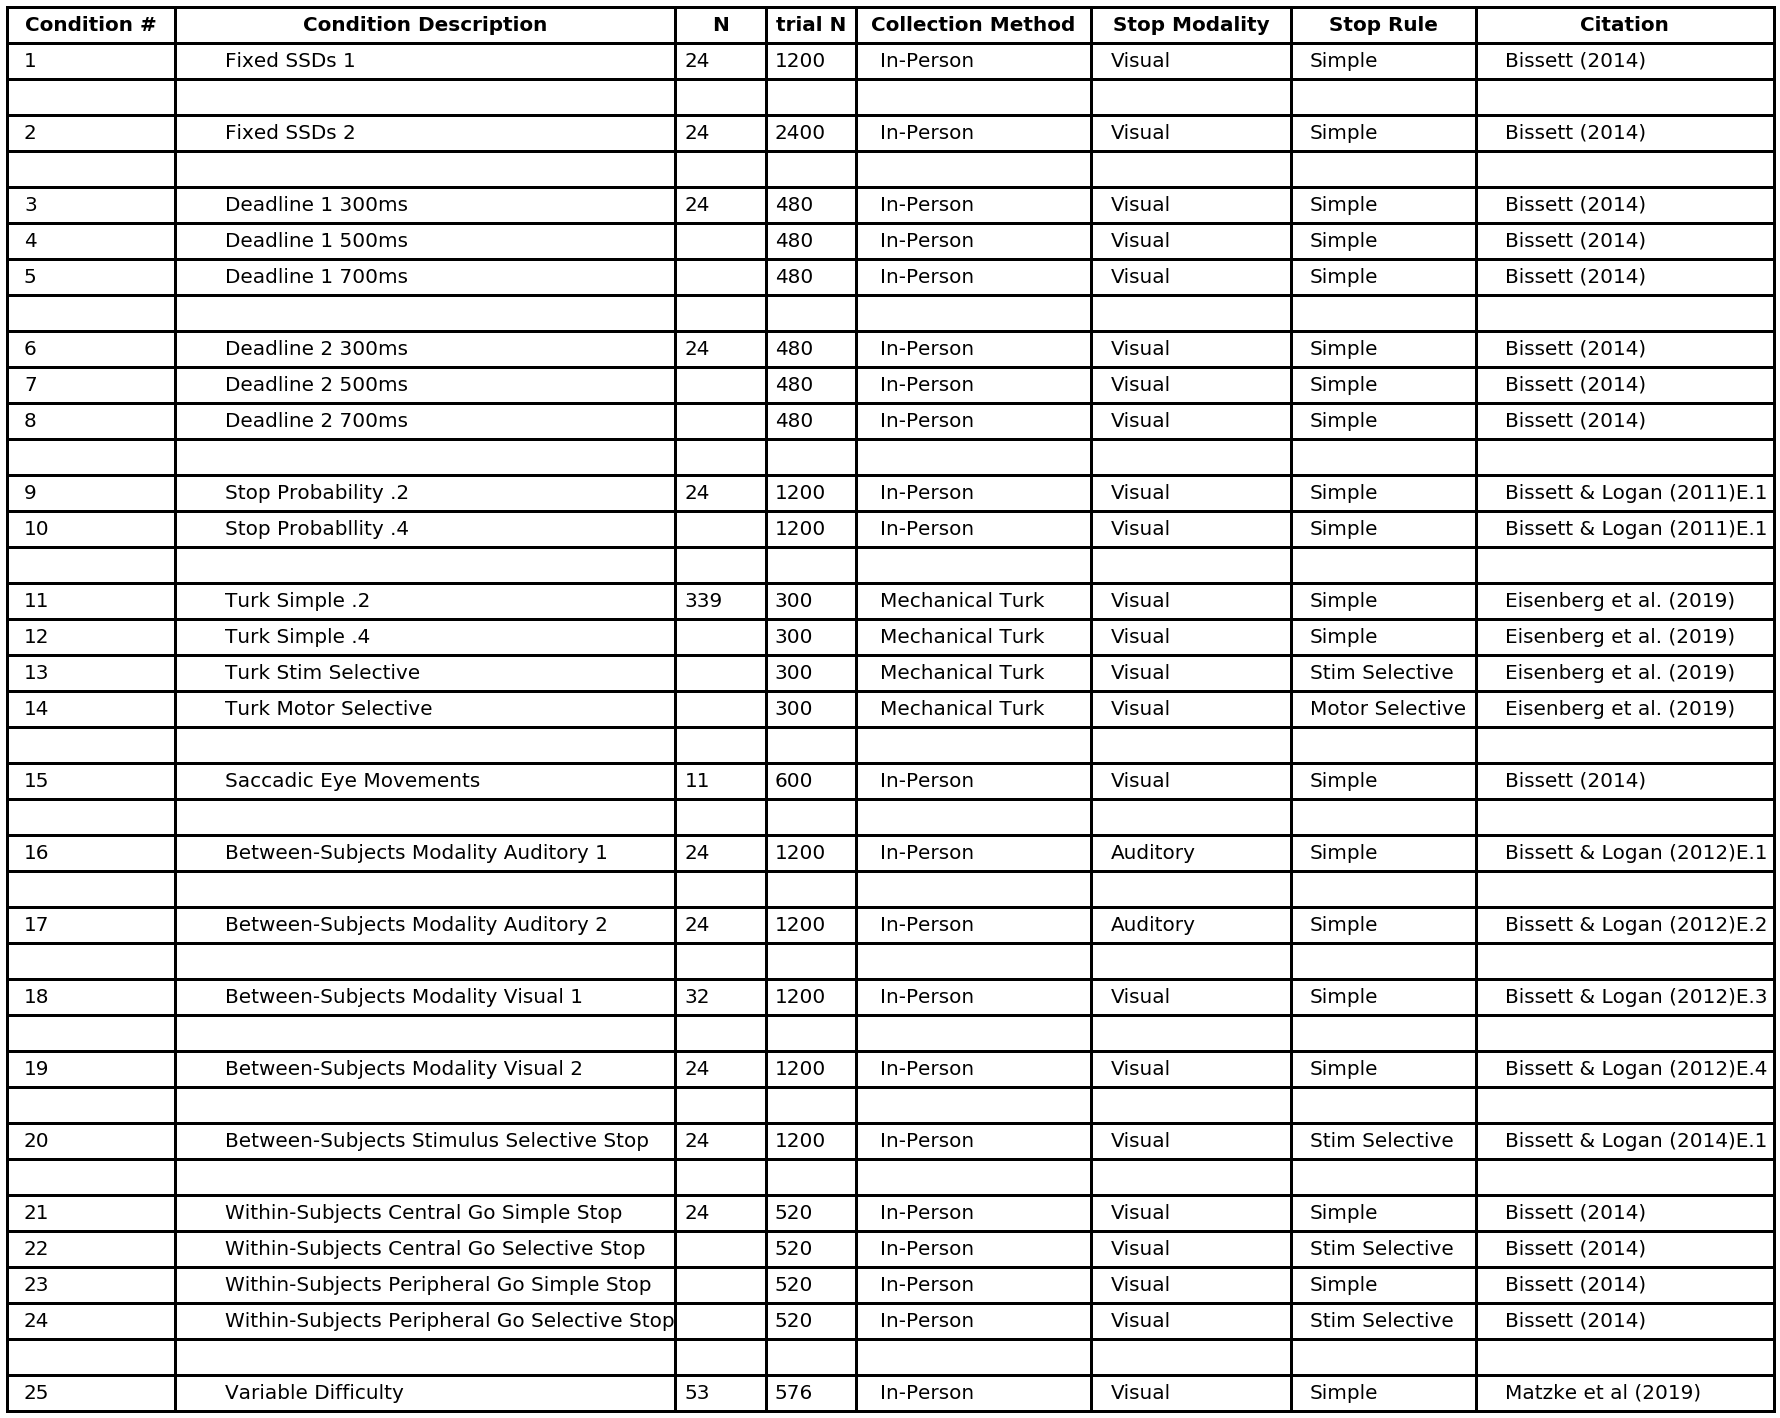 Condition # Condition Description N trial N Collection Method Stop Modality Stop Rule Citation
1 Fixed SSDs 1 24 1200 In-Person Visual Simple Bissett (2014)
2 Fixed SSDs 2 24 2400 In-Person Visual Simple Bissett (2014)
3 Deadline 1 300ms 24 480 In-Person Visual Simple Bissett (2014)
4 Deadline 1 500ms 480 In-Person Visual Simple Bissett (2014)
5 Deadline 1 700ms 480 In-Person Visual Simple Bissett (2014)
6 Deadline 2 300ms 24 480 In-Person Visual Simple Bissett (2014)
7 Deadline 2 500ms 480 In-Person Visual Simple Bissett (2014)
8 Deadline 2 700ms 480 In-Person Visual Simple Bissett (2014)
9 Stop Probability .2 24 1200 In-Person Visual Simple Bissett & Logan (2011)E.1
10 Stop Probabllity .4 1200 In-Person Visual Simple Bissett & Logan (2011)E.1
11 Turk Simple .2 339 300 Mechanical Turk Visual Simple Eisenberg et al. (2019)
12 Turk Simple .4 300 Mechanical Turk Visual Simple Eisenberg et al. (2019)
13 Turk Stim Selective 300 Mechanical Turk Visual Stim Selective Eisenberg et al. (2019)
14 Turk Motor Selective 300 Mechanical Turk Visual Motor Selective Eisenberg et al. (2019)
15 Saccadic Eye Movements 11 600 In-Person Visual Simple Bissett (2014)
16 Between-Subjects Modality Auditory 1 24 1200 In-Person Auditory Simple Bissett & Logan (2012)E.1
17 Between-Subjects Modality Auditory 2 24 1200 In-Person Auditory Simple Bissett & Logan (2012)E.2
18 Between-Subjects Modality Visual 1 32 1200 In-Person Visual Simple Bissett & Logan (2012)E.3
19 Between-Subjects Modality Visual 2 24 1200 In-Person Visual Simple Bissett & Logan (2012)E.4
20 Between-Subjects Stimulus Selective Stop 24 1200 In-Person Visual Stim Selective Bissett & Logan (2014)E.1
21 Within-Subjects Central Go Simple Stop 24 520 In-Person Visual Simple Bissett (2014)
22 Within-Subjects Central Go Selective Stop 520 In-Person Visual Stim Selective Bissett (2014)
23 Within-Subjects Peripheral Go Simple Stop 520 In-Person Visual Simple Bissett (2014)
24 Within-Subjects Peripheral Go Selective Stop 520 In-Person Visual Stim Selective Bissett (2014)
25 Variable Difficulty 53 576 In-Person Visual Simple Matzke et al (2019)